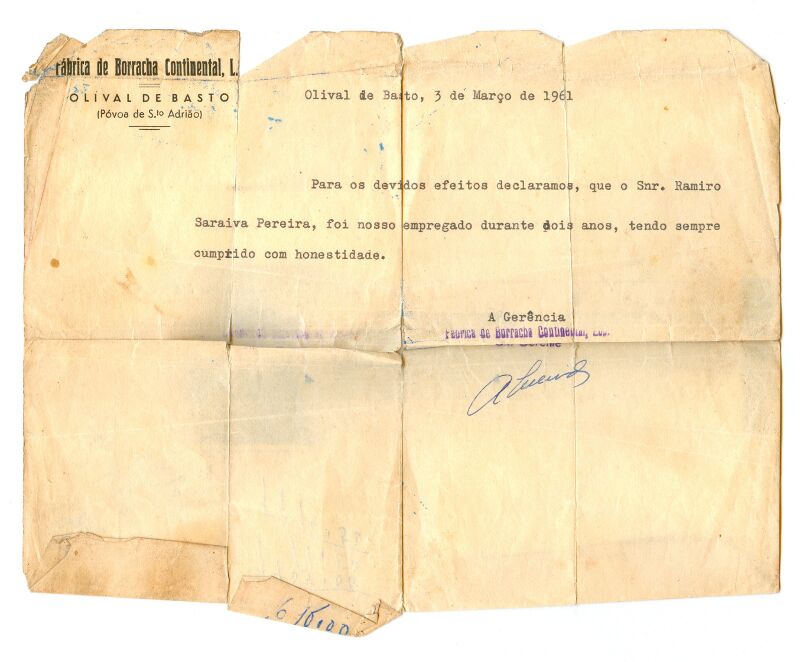 Fábrica de Borracha Continental, L.
OLIVAL DE BASTO
(Póvoa de S.to Adrião)
Olival de Basto, 3 de Março de 1961
Para os devidos efeitos declaramos, que o Snr. Ramiro
Saraiva Pereira, foi nosso empregado durante dois anos, tendo sempre
cumprido com honestidade.
A Gerência
Fábrica de Borracha Continental, Lda.